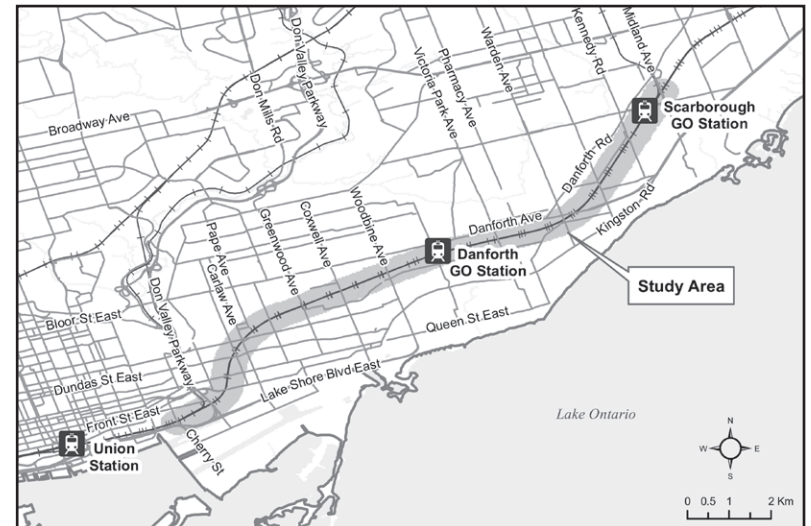 Broadway Ave
Don Mills Rd
Don Valley Parkway
Victoria Park Ave
Pharmacy Ave
Warden Ave
Kennedy Rd
Midland Ave
Scarborough
GO Station
Danforth Rd
Kingston Rd
Danforth Ave
Danforth
GO Station
Woodbine Ave
Coxwell Ave
Greenwood Ave
Pape Ave
Carlaw Ave
Don Valley Parkway
Bloor St East
Dundas St East
Front St East
Union
Station
Cherry St
Lake Shore Blvd East
Queen St East
Study Area
Lake Ontario
N
W
E
S
0 0.5 1 2 Km